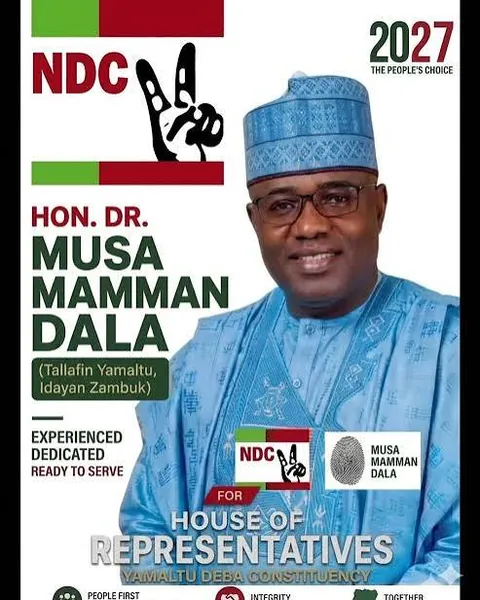 NDC
2027
THE PEOPLE'S CHOICE
HON. DR.
MUSA
MAMMAN
DALA
(Tallafin Yamaltu,
Idayan Zambuk)
EXPERIENCED
DEDICATED
READY TO SERVE
NDC
MUSA
MAMMAN
DALA
FOR
HOUSE OF
REPRESENTATIVES
YAMALTU DEBA CONSTITUENCY
PEOPLE FIRST
INTEGRITY
TOGETHER